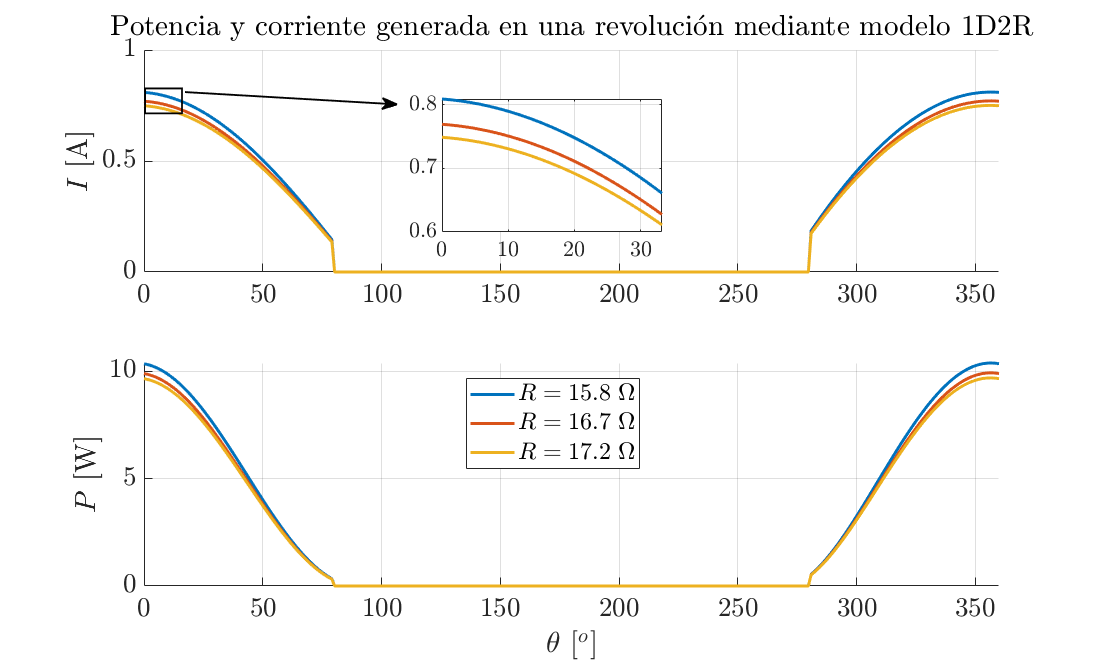 Potencia y corriente generada en una revolución mediante modelo 1D2R
1
0.5
0
I [A]
0 50 100 150 200 250 300 350
0.8
0.7
0.6
0 10 20 30
10
5
0
P [W]
R = 15.8 Ω
R = 16.7 Ω
R = 17.2 Ω
0 50 100 150 200 250 300 350
θ [º]